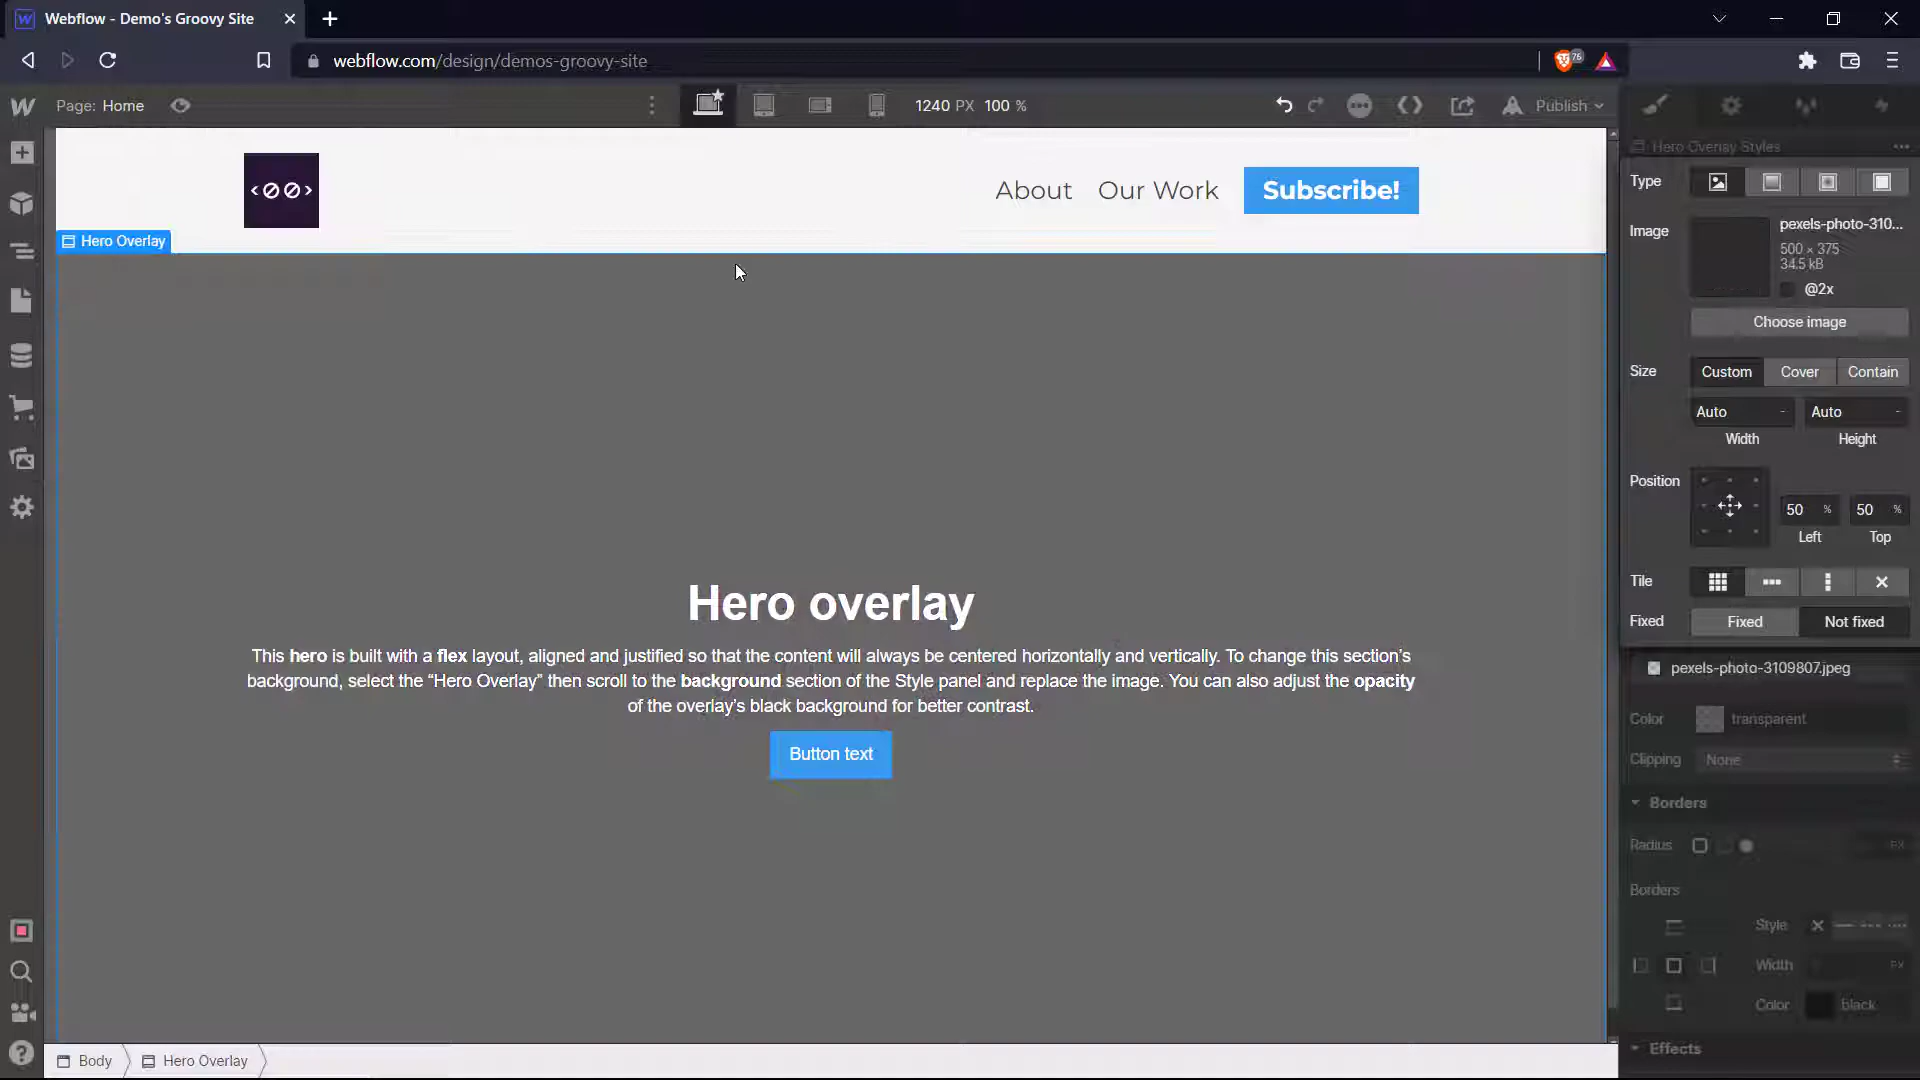 Webflow - Demo's Groovy Site
webflow.com/design/demos-groovy-site
76
Page: Home
1240 PX 100 %
Publish
Hero Overlay Styles
<⊘⊘>
About Our Work Subscribe!
Hero Overlay
Type
Image
pexels-photo-310...
500 × 375
34.5 kB
@2x
Choose image
Size
Custom Cover Contain
Auto - Auto -
Width Height
Position
50 % 50 %
Left Top
Tile
Fixed Fixed Not fixed
Hero overlay
This hero is built with a flex layout, aligned and justified so that the content will always be centered horizontally and vertically. To change this section's
background, select the “Hero Overlay” then scroll to the background section of the Style panel and replace the image. You can also adjust the opacity
of the overlay's black background for better contrast.
Button text
pexels-photo-3109807.jpeg
Color transparent
Clipping None
Borders
Radius PX
Borders
Style
Width PX
Color black
Effects
Body Hero Overlay